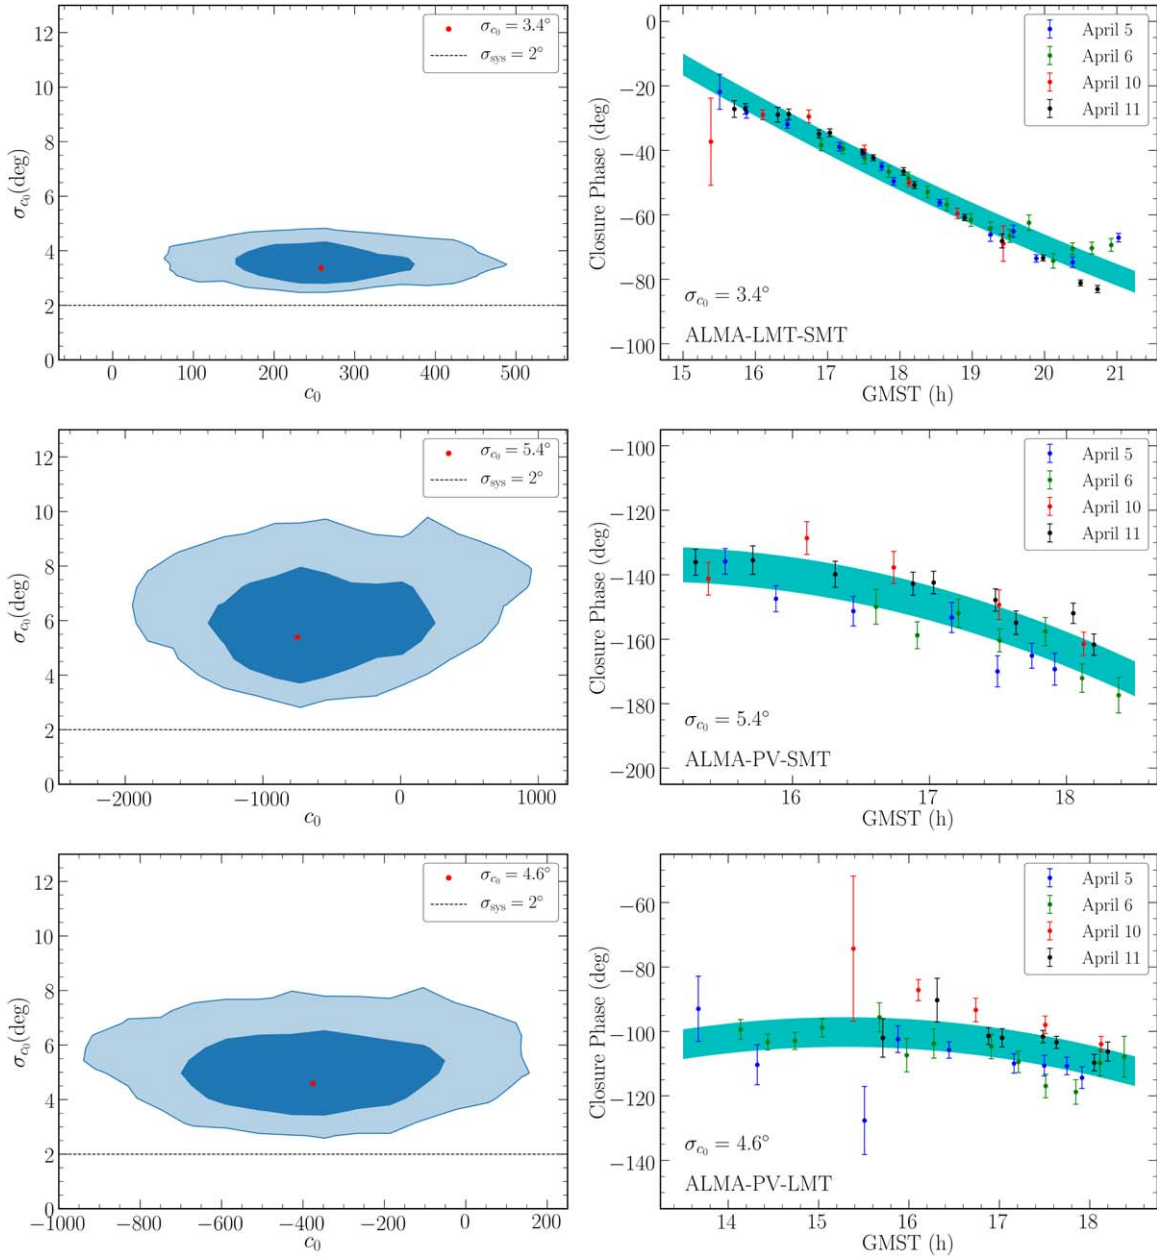 12
10
8
6
4
2
0
σc0(deg)
σc0 = 3.4°
σsys = 2°
0 100 200 300 400 500
c0
0
−20
−40
−60
−80
−100
Closure Phase (deg)
April 5
April 6
April 10
April 11
σc0 = 3.4°
ALMA-LMT-SMT
15 16 17 18 19 20 21
GMST (h)
12
10
8
6
4
2
0
σc0(deg)
σc0 = 5.4°
σsys = 2°
−2000 −1000 0 1000
c0
−100
−120
−140
−160
−180
−200
Closure Phase (deg)
April 5
April 6
April 10
April 11
σc0 = 5.4°
ALMA-PV-SMT
16 17 18
GMST (h)
12
10
8
6
4
2
0
σc0(deg)
σc0 = 4.6°
σsys = 2°
−1000 −800 −600 −400 −200 0 200
c0
−60
−80
−100
−120
−140
Closure Phase (deg)
April 5
April 6
April 10
April 11
σc0 = 4.6°
ALMA-PV-LMT
14 15 16 17 18
GMST (h)